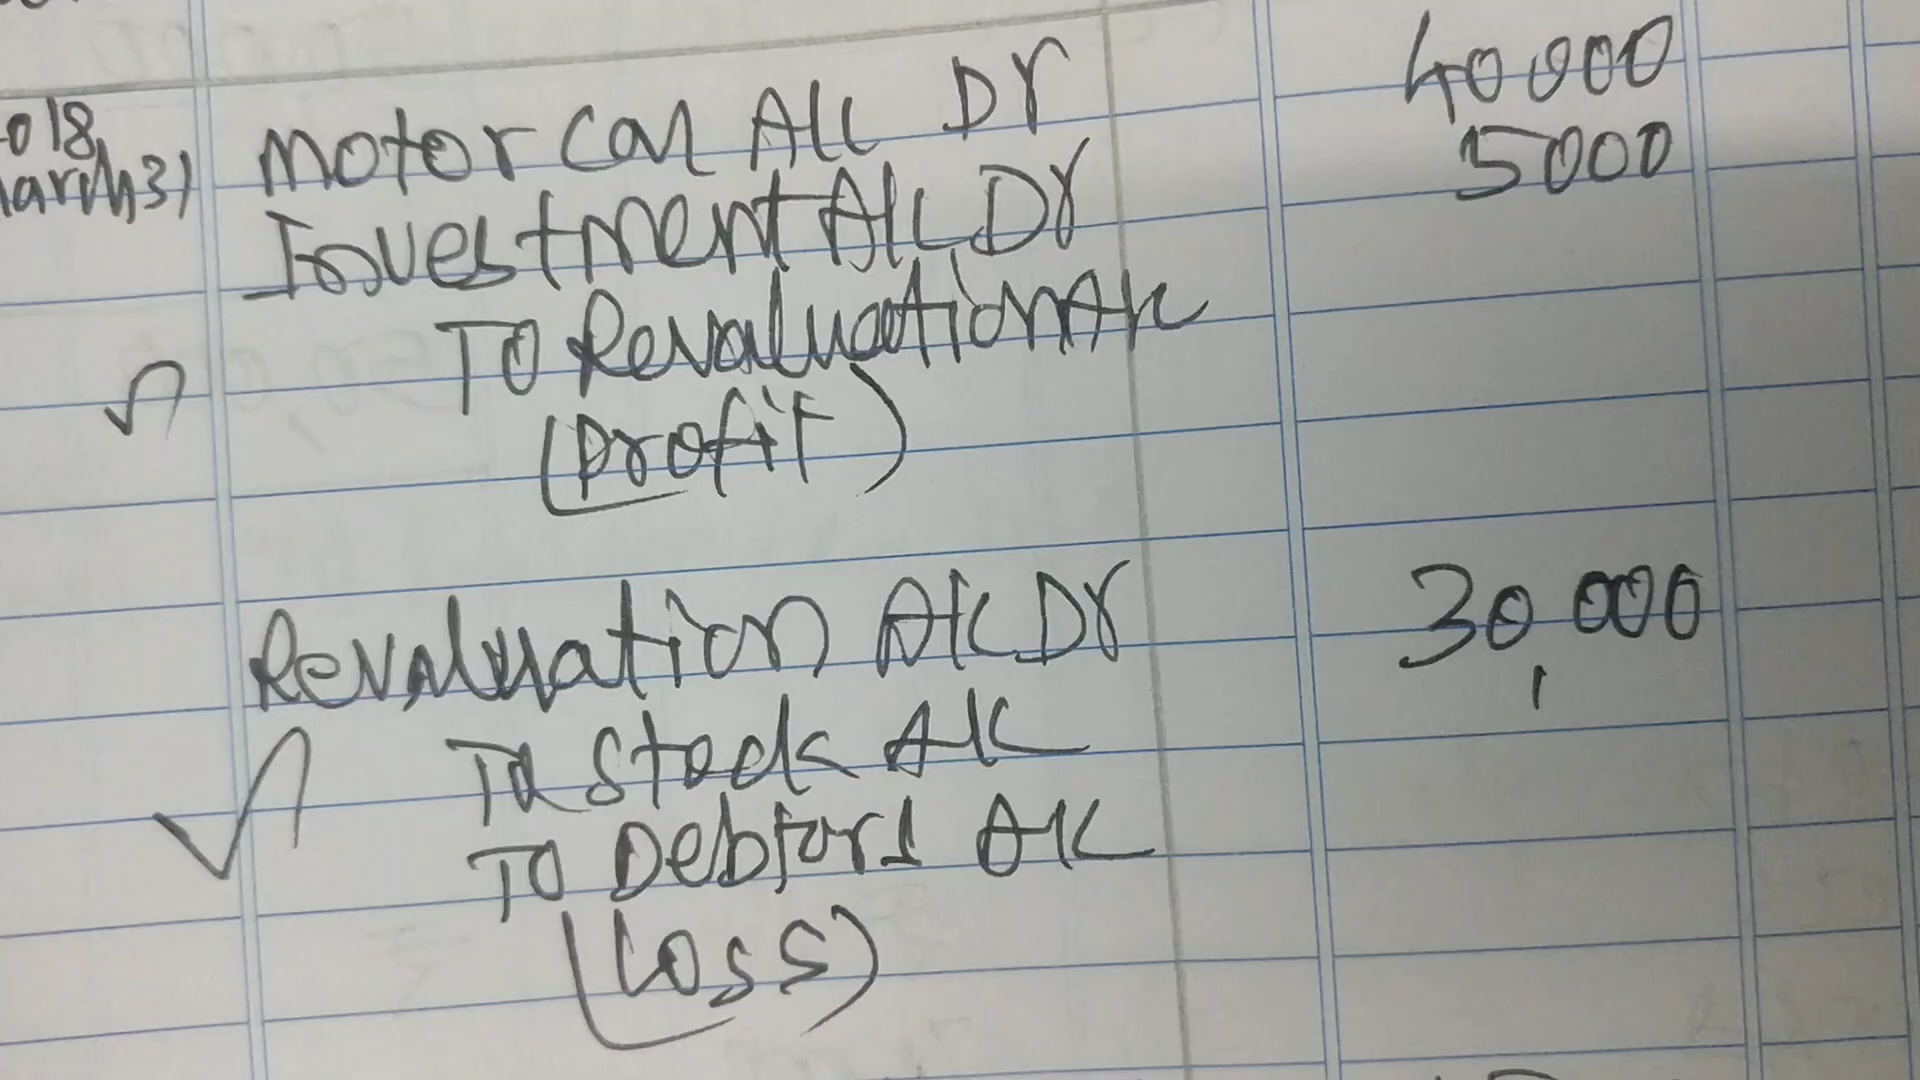 018 Motor Car A/c Dr 40000
March 31 Investment A/c Dr 5000
To Revaluation A/c
(Profit)
Revaluation A/c Dr 30,000
To Stock A/c
To Debtors A/c
(Loss)